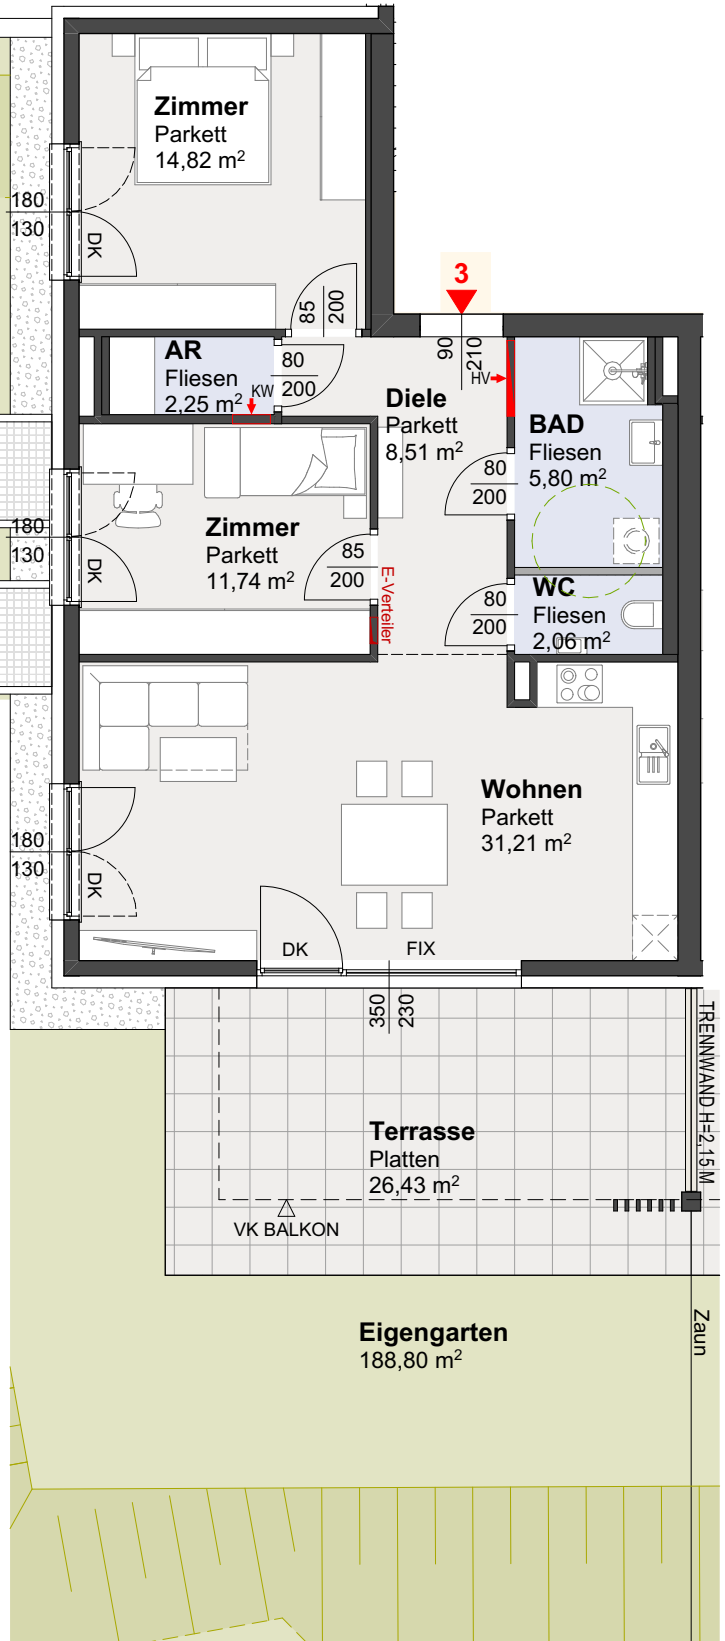 Zimmer
Parkett
14,82 m²
180
130
DK
85
200
3
90
210
HV
AR
Fliesen
2,25 m²
KW
80
200
Diele
Parkett
8,51 m²
BAD
Fliesen
5,80 m²
80
200
180
130
DK
Zimmer
Parkett
11,74 m²
85
200
E-Verteiler
WC
Fliesen
2,06 m²
80
200
Wohnen
Parkett
31,21 m²
180
130
DK
DK
FIX
350
230
TRENNWAND H=2,15 M
Terrasse
Platten
26,43 m²
VK BALKON
Eigengarten
188,80 m²
Zaun